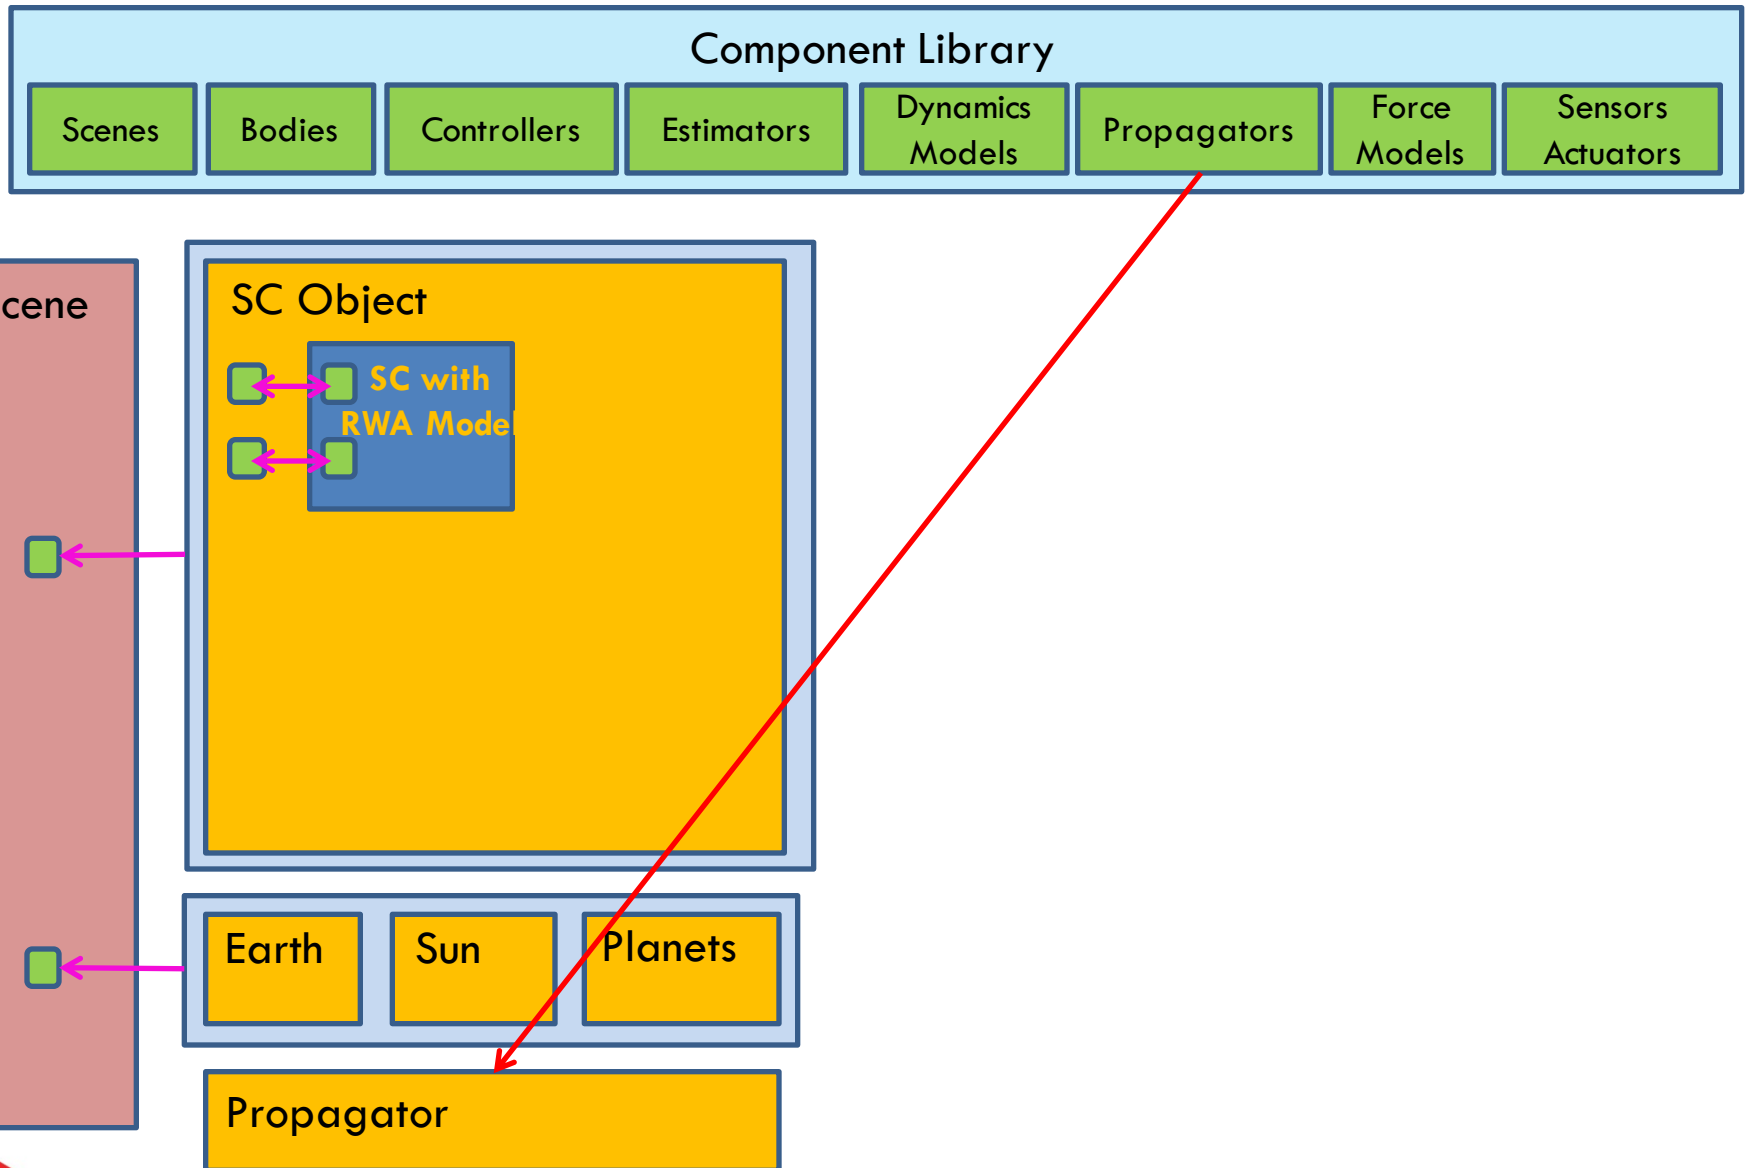 Component Library
Scenes
Bodies
Controllers
Estimators
Dynamics
Models
Propagators
Force
Models
Sensors
Actuators
cene
SC Object
SC with
RWA Model
Earth
Sun
Planets
Propagator